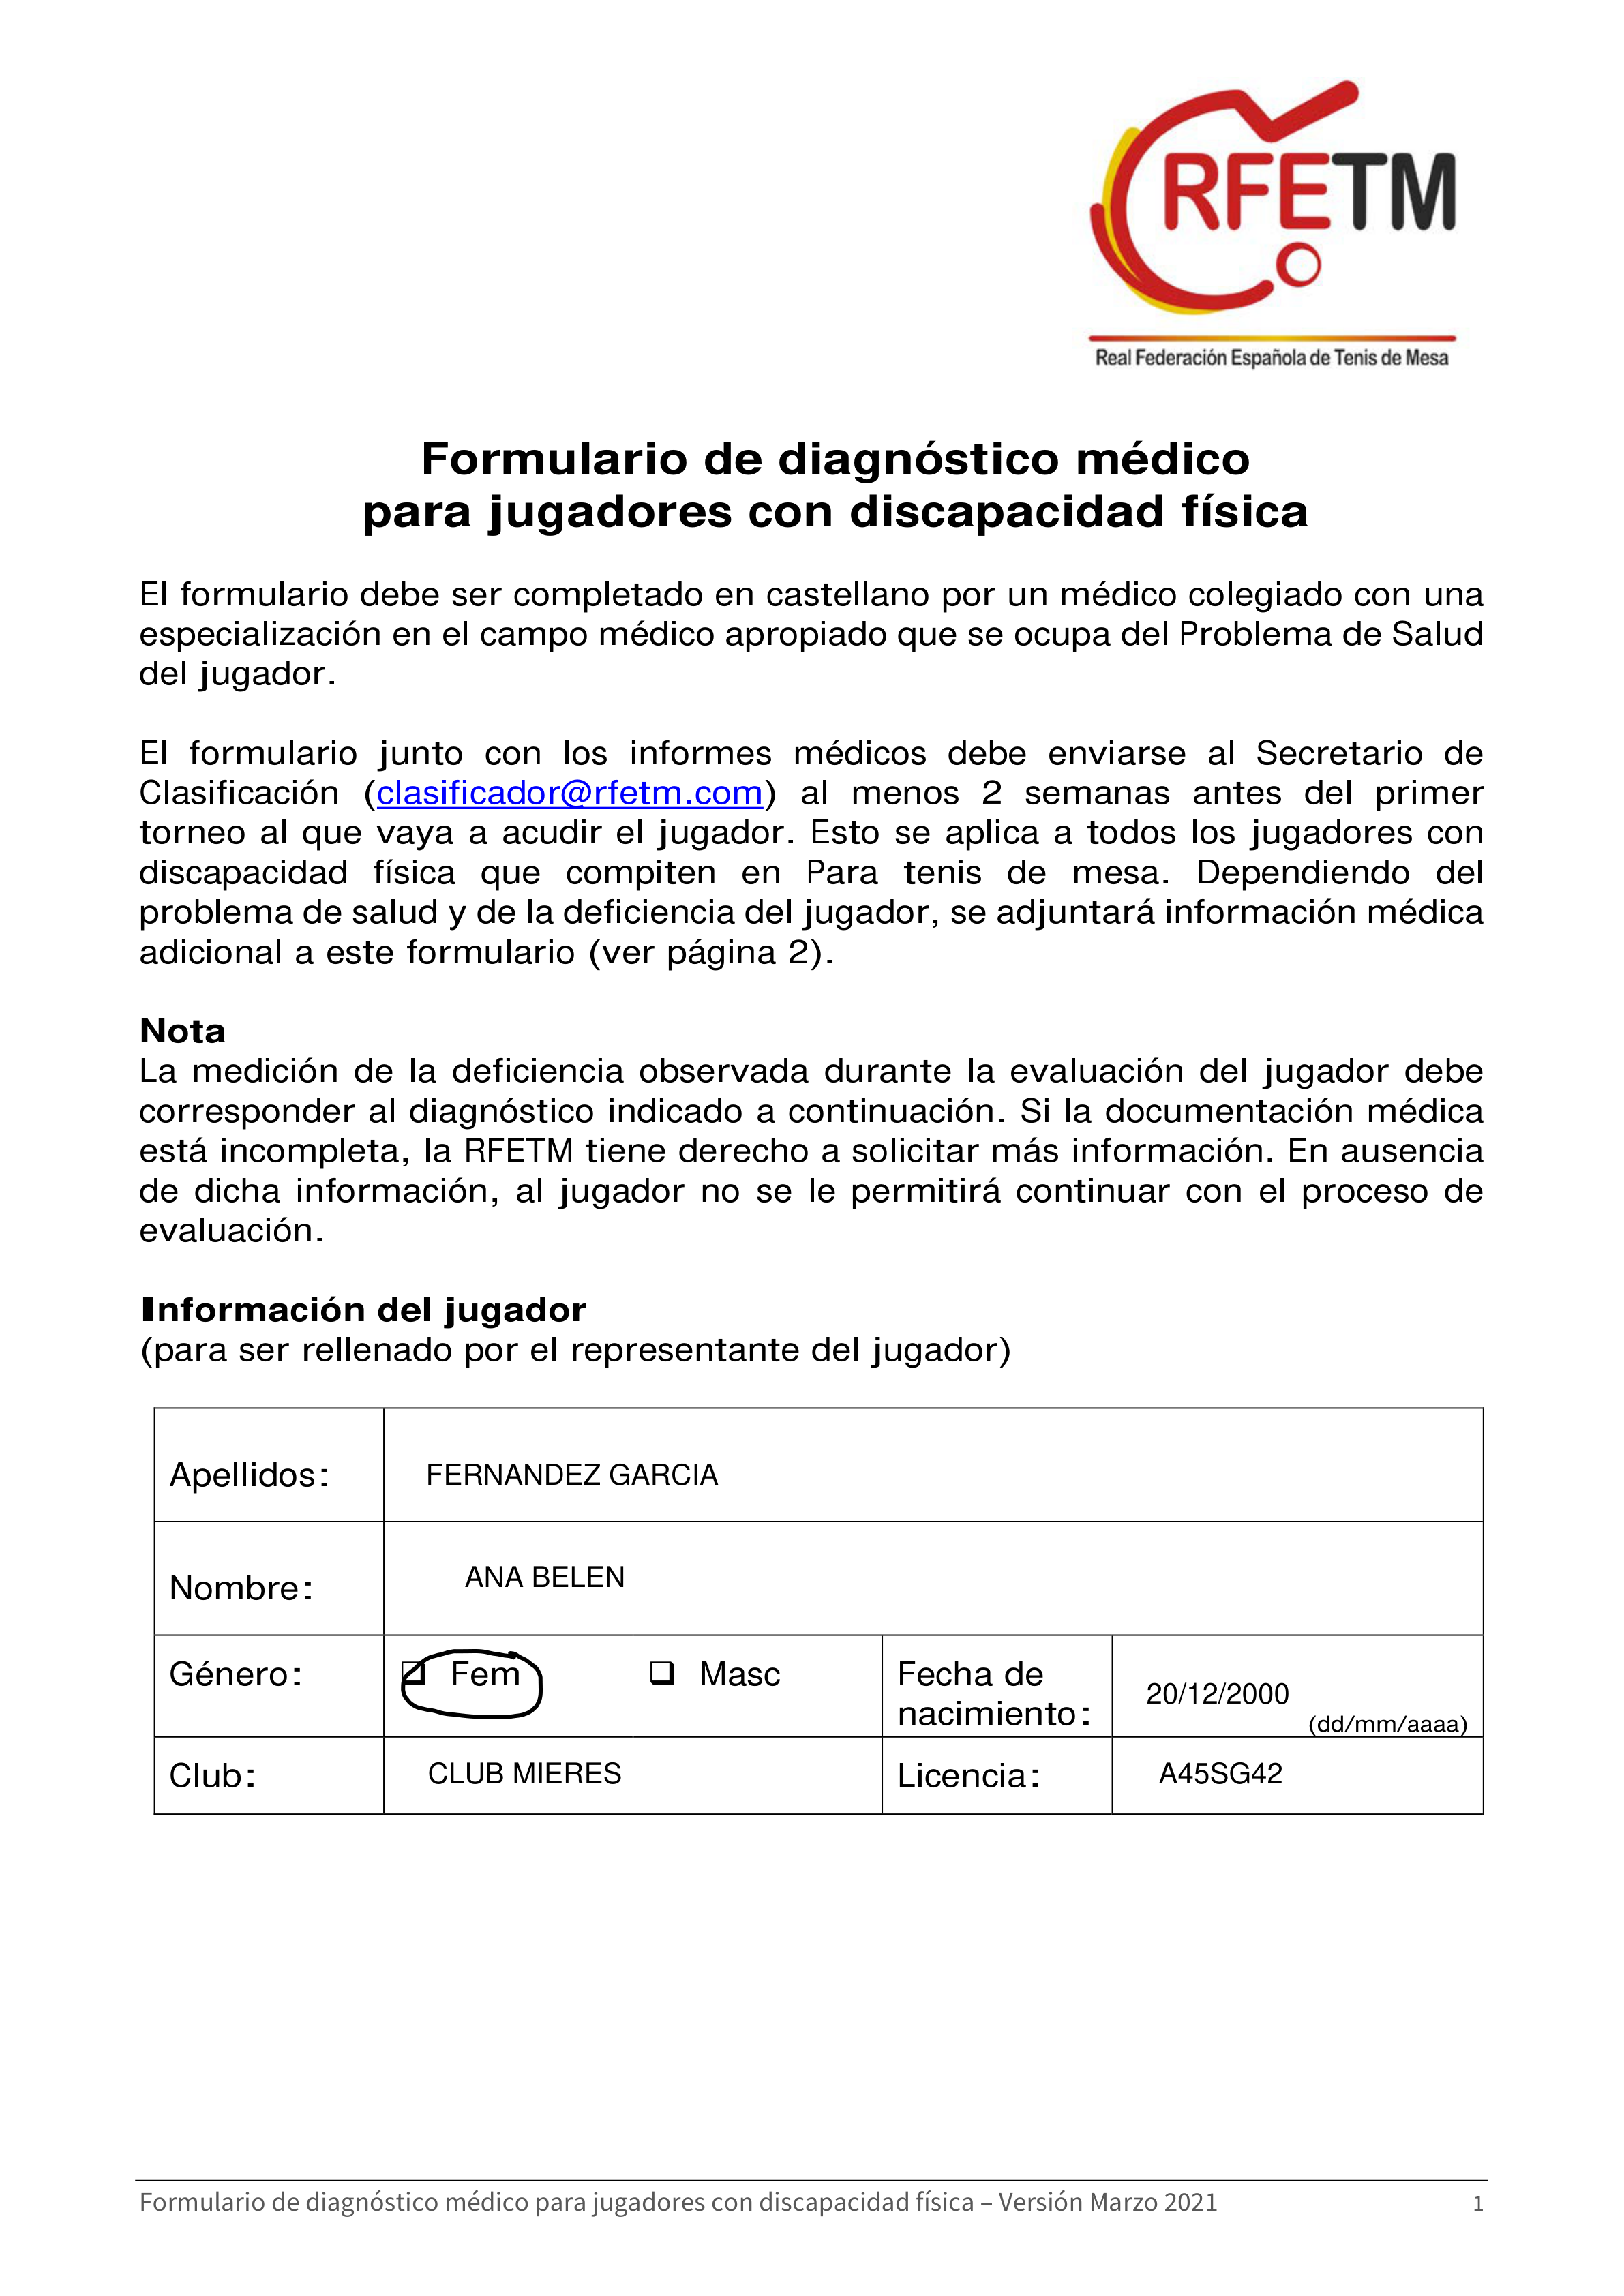 RFETM
Real Federación Española de Tenis de Mesa
Formulario de diagnóstico médico
para jugadores con discapacidad física
El formulario debe ser completado en castellano por un médico colegiado con una
especialización en el campo médico apropiado que se ocupa del Problema de Salud
del jugador.
El formulario junto con los informes médicos debe enviarse al Secretario de
Clasificación (clasificador@rfetm.com) al menos 2 semanas antes del primer
torneo al que vaya a acudir el jugador. Esto se aplica a todos los jugadores con
discapacidad física que compiten en Para tenis de mesa. Dependiendo del
problema de salud y de la deficiencia del jugador, se adjuntará información médica
adicional a este formulario (ver página 2).
Nota
La medición de la deficiencia observada durante la evaluación del jugador debe
corresponder al diagnóstico indicado a continuación. Si la documentación médica
está incompleta, la RFETM tiene derecho a solicitar más información. En ausencia
de dicha información, al jugador no se le permitirá continuar con el proceso de
evaluación.
Información del jugador
(para ser rellenado por el representante del jugador)
Apellidos: FERNANDEZ GARCIA
Nombre: ANA BELEN
Género: ❑ Fem ❑ Masc Fecha de
nacimiento: 20/12/2000
(dd/mm/aaaa)
Club: CLUB MIERES Licencia: A45SG42
Formulario de diagnóstico médico para jugadores con discapacidad física – Versión Marzo 2021 1